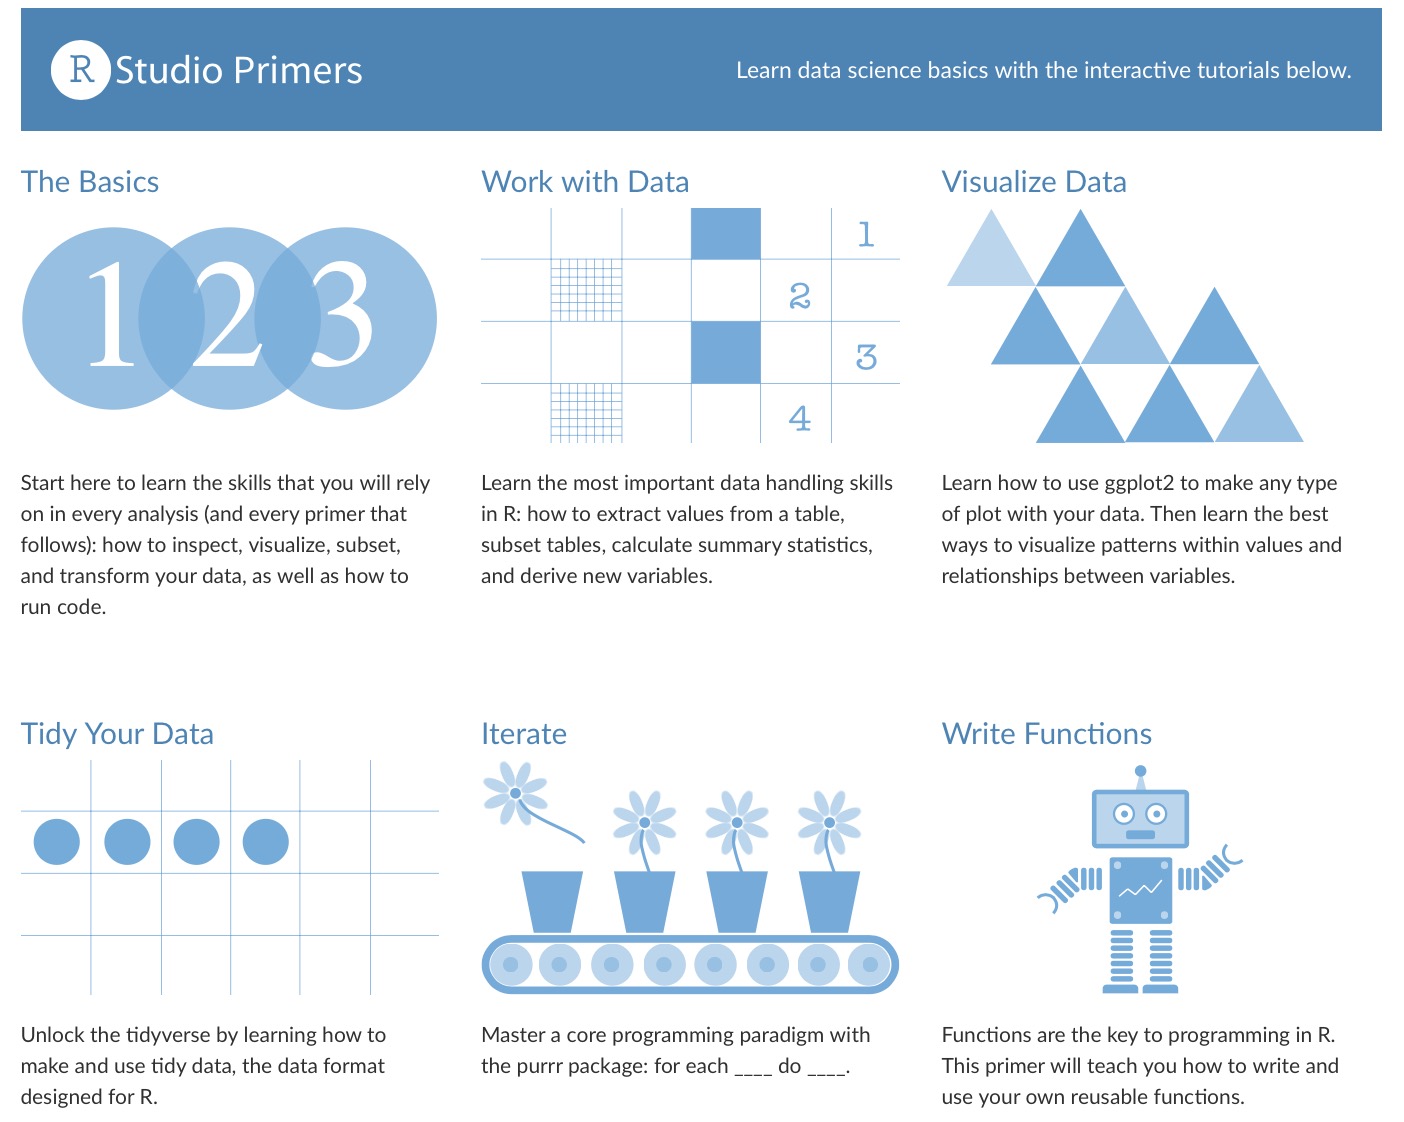 R Studio Primers
Learn data science basics with the interactive tutorials below.
The Basics
1 2 3
Start here to learn the skills that you will rely
on in every analysis (and every primer that
follows): how to inspect, visualize, subset,
and transform your data, as well as how to
run code.
Work with Data
1
2
3
4
Learn the most important data handling skills
in R: how to extract values from a table,
subset tables, calculate summary statistics,
and derive new variables.
Visualize Data
Learn how to use ggplot2 to make any type
of plot with your data. Then learn the best
ways to visualize patterns within values and
relationships between variables.
Tidy Your Data
Unlock the tidyverse by learning how to
make and use tidy data, the data format
designed for R.
Iterate
Master a core programming paradigm with
the purrr package: for each ____ do ____.
Write Functions
Functions are the key to programming in R.
This primer will teach you how to write and
use your own reusable functions.